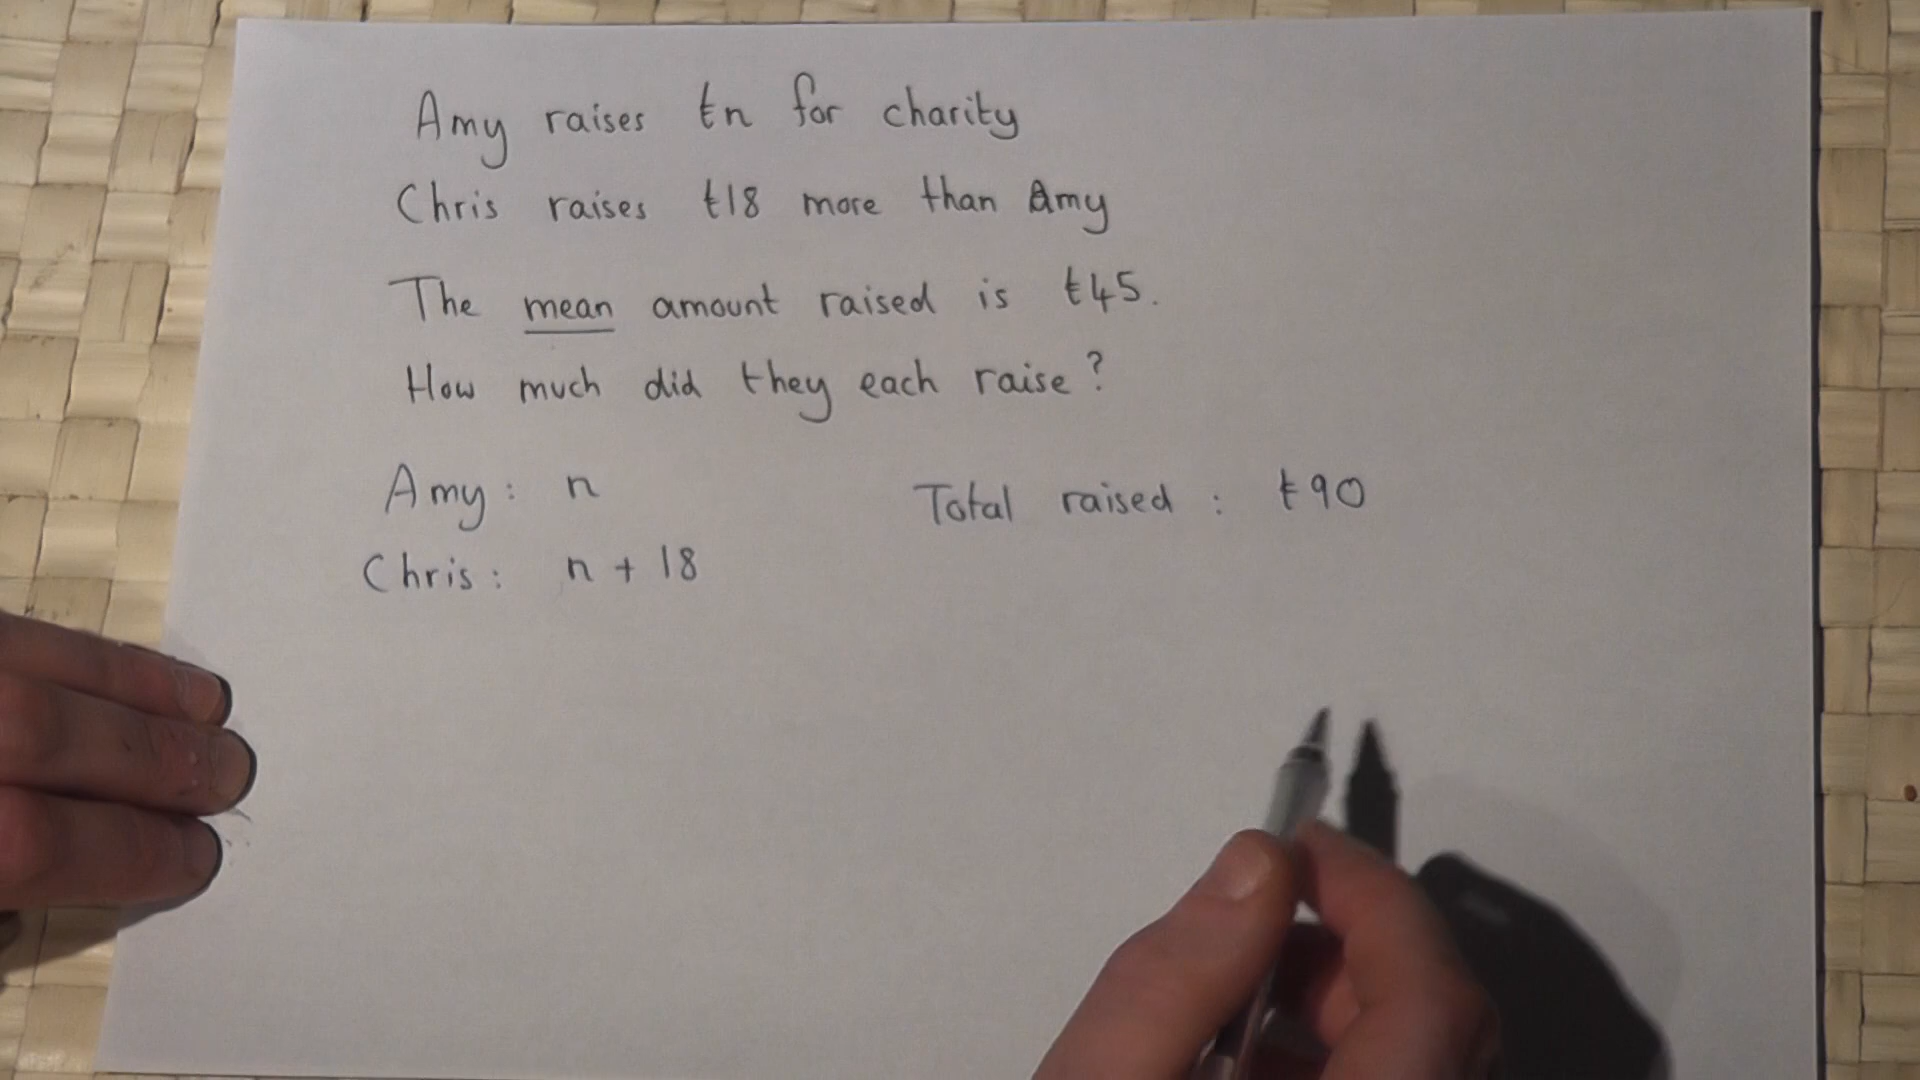 Amy raises £n for charity
Chris raises £18 more than Amy
The mean amount raised is £45.
How much did they each raise?
Amy: n
Chris: n + 18
Total raised: £90